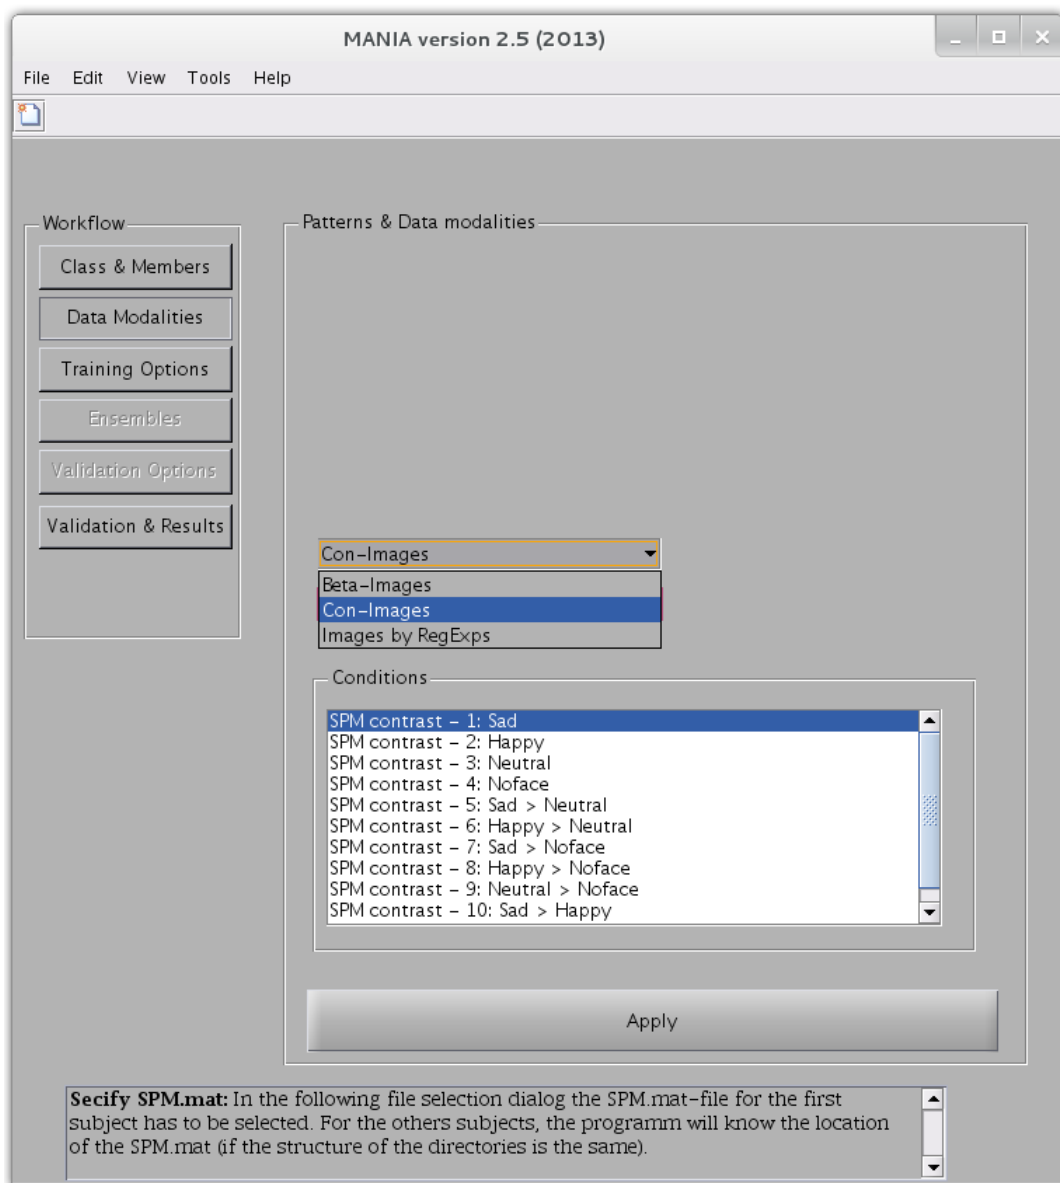 MANIA version 2.5 (2013)
File Edit View Tools Help
Workflow
Class & Members
Data Modalities
Training Options
Ensembles
Validation Options
Validation & Results
Patterns & Data modalities
Con-Images
Beta-Images
Con-Images
Images by RegExps
Conditions
SPM contrast - 1: Sad
SPM contrast - 2: Happy
SPM contrast - 3: Neutral
SPM contrast - 4: Noface
SPM contrast - 5: Sad > Neutral
SPM contrast - 6: Happy > Neutral
SPM contrast - 7: Sad > Noface
SPM contrast - 8: Happy > Noface
SPM contrast - 9: Neutral > Noface
SPM contrast - 10: Sad > Happy
Apply
Secify SPM.mat: In the following file selection dialog the SPM.mat-file for the first
subject has to be selected. For the others subjects, the programm will know the location
of the SPM.mat (if the structure of the directories is the same).